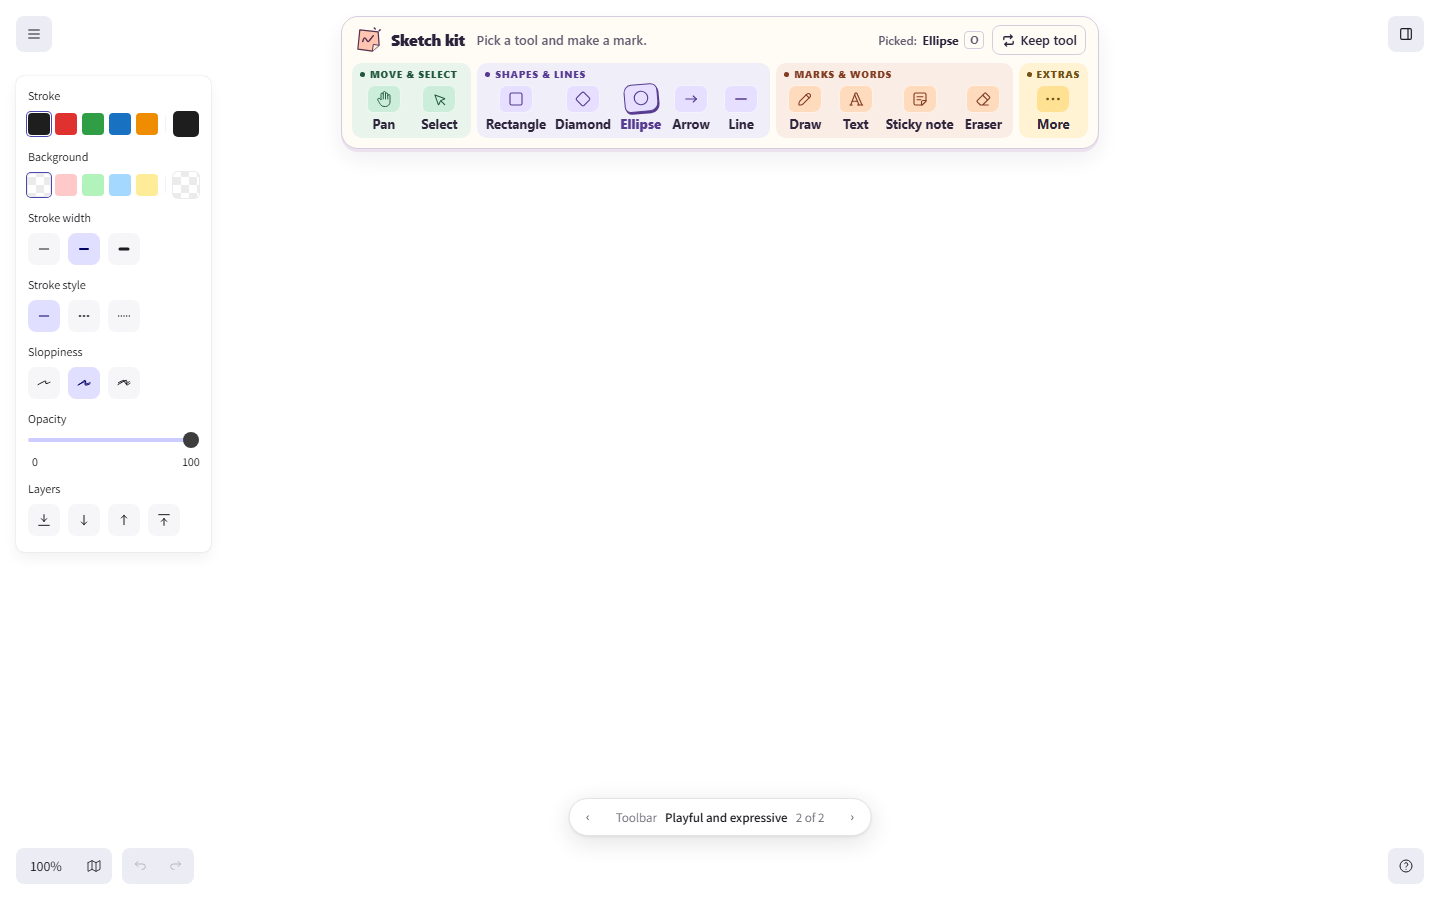 Sketch kit Pick a tool and make a mark. Picked: Ellipse O Keep tool
MOVE & SELECT SHAPES & LINES MARKS & WORDS EXTRAS
Pan Select Rectangle Diamond Ellipse Arrow Line Draw Text Sticky note Eraser More
Stroke
Background
Stroke width
Stroke style
Sloppiness
Opacity
0 100
Layers
‹ Toolbar Playful and expressive 2 of 2 ›
100%